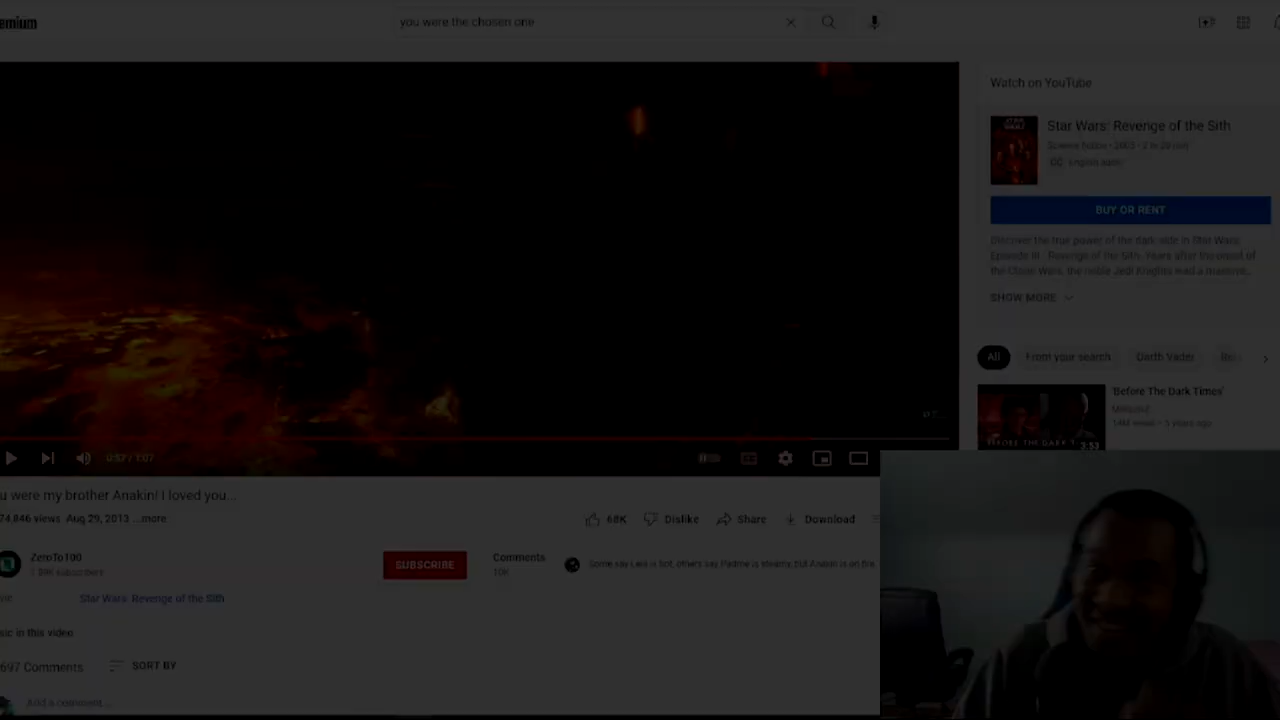 emium
you were the chosen one
Watch on YouTube
STAR
WARS
Star Wars: Revenge of the Sith
Science fiction • 2005 • 2 hr 20 min
CC English audio
BUY OR RENT
Discover the true power of the dark side in Star Wars:
Episode III - Revenge of the Sith. Years after the onset of
the Clone Wars, the noble Jedi Knights lead a massive...
SHOW MORE
All
From your search
Darth Vader
'Before The Dark Times'
14M views • 5 years ago
BEFORE THE DARK T
3:53
0:57 / 1:07
u were my brother Anakin! I loved you...
74,846 views Aug 29, 2013 ...more
68K
Dislike
Share
Download
ZeroTo100
1.89K subscribers
SUBSCRIBE
Comments
10K
Some say Leia is hot, others say Padme is steamy, but Anakin is on fire.
Star Wars: Revenge of the Sith
sic in this video
697 Comments
SORT BY
Add a comment...